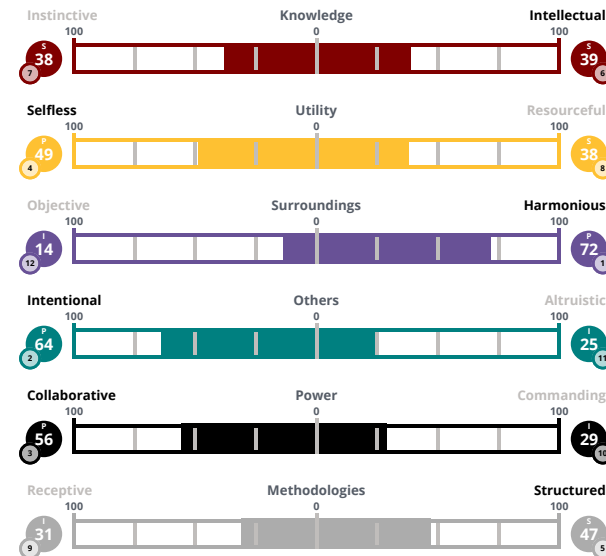 Instinctive Knowledge Intellectual
100 0 100
S 38 7 S 39 6
Selfless Utility Resourceful
100 0 100
P 49 4 S 38 8
Objective Surroundings Harmonious
100 0 100
I 14 12 P 72 1
Intentional Others Altruistic
100 0 100
P 64 2 I 25 11
Collaborative Power Commanding
100 0 100
P 56 3 I 29 10
Receptive Methodologies Structured
100 0 100
I 31 9 S 47 5